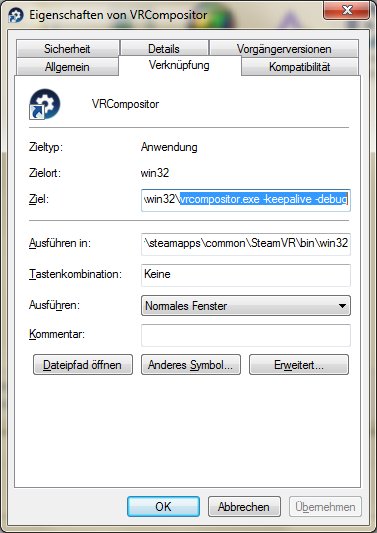 Eigenschaften von VRCompositor
Sicherheit Details Vorgängerversionen
Allgemein Verknüpfung Kompatibilität
VRCompositor
Zieltyp: Anwendung
Zielort: win32
Ziel: \win32\vrcompositor.exe -keepalive -debug
Ausführen in: \steamapps\common\SteamVR\bin\win32
Tastenkombination: Keine
Ausführen: Normales Fenster
Kommentar:
Dateipfad öffnen Anderes Symbol... Erweitert...
OK Abbrechen Übernehmen